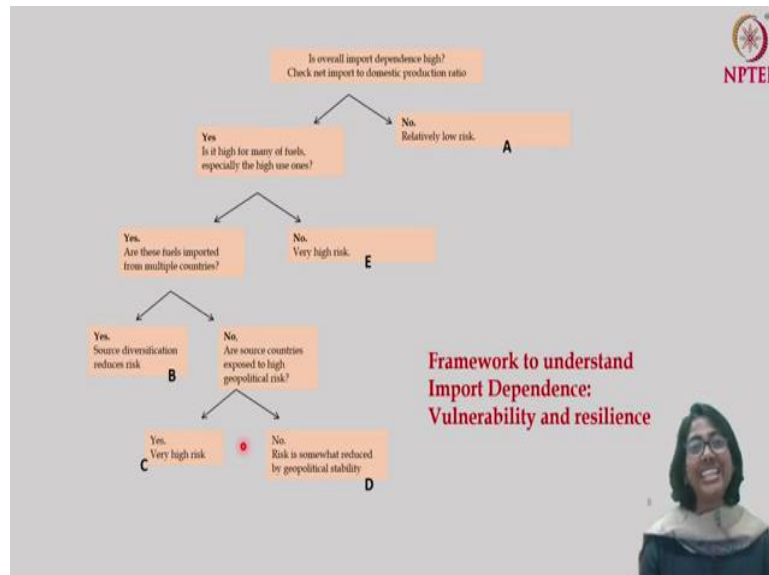 Is overall import dependence high?
Check net import to domestic production ratio
NPTEL
Yes
Is it high for many of fuels,
especially the high use ones?
No.
Relatively low risk.
A
Yes.
Are these fuels imported
from multiple countries?
No.
Very high risk.
E
Yes.
Source diversification
reduces risk
B
No,
Are source countries
exposed to high
geopolitical risk?
Framework to understand
Import Dependence:
Vulnerability and resilience
Yes.
Very high risk
C
No.
Risk is somewhat reduced
by geopolitical stability
D